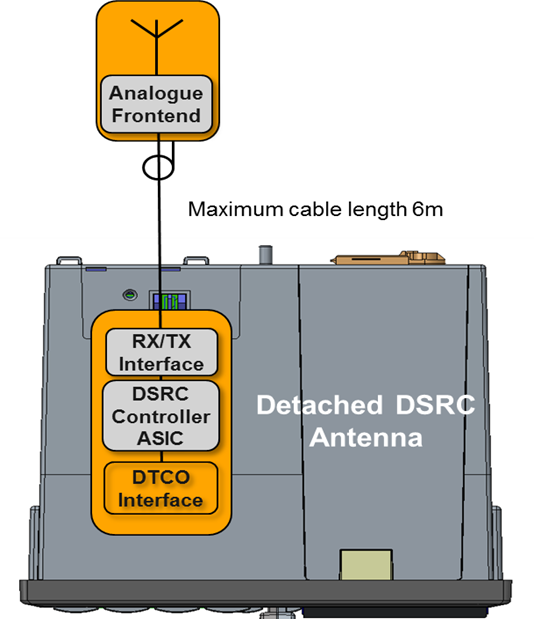 Analogue
Frontend
Maximum cable length 6m
RX/TX
Interface
DSRC
Controller
ASIC
Detached DSRC
Antenna
DTCO
Interface